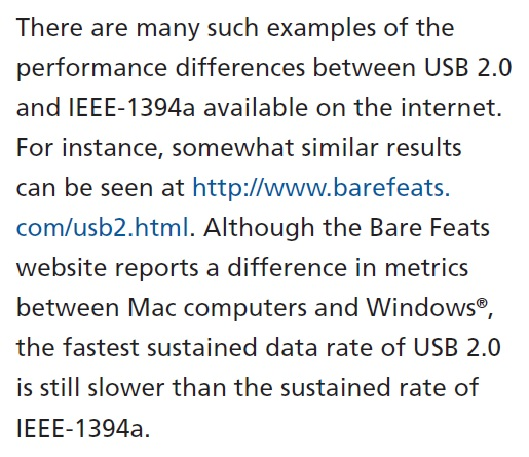 There are many such examples of the
performance differences between USB 2.0
and IEEE-1394a available on the internet.
For instance, somewhat similar results
can be seen at http://www.barefeats.
com/usb2.html. Although the Bare Feats
website reports a difference in metrics
between Mac computers and Windows®,
the fastest sustained data rate of USB 2.0
is still slower than the sustained rate of
IEEE-1394a.